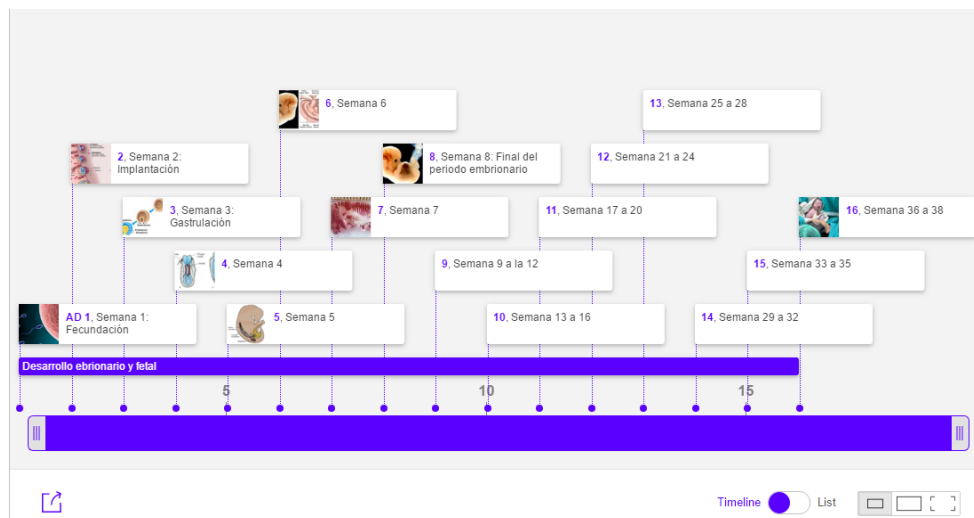 6, Semana 6
13, Semana 25 a 28
2, Semana 2:
Implantaciòn
8, Semana 8: Final del
periodo embrionario
12, Semana 21 a 24
3, Semana 3:
Gastrulaciòn
7, Semana 7
11, Semana 17 a 20
16, Semana 36 a 38
4, Semana 4
9, Semana 9 a la 12
15, Semana 33 a 35
AD 1, Semana 1:
Fecundaciòn
5, Semana 5
10, Semana 13 a 16
14, Semana 29 a 32
Desarrollo ebrionario y fetal
5
10
15
Timeline
List